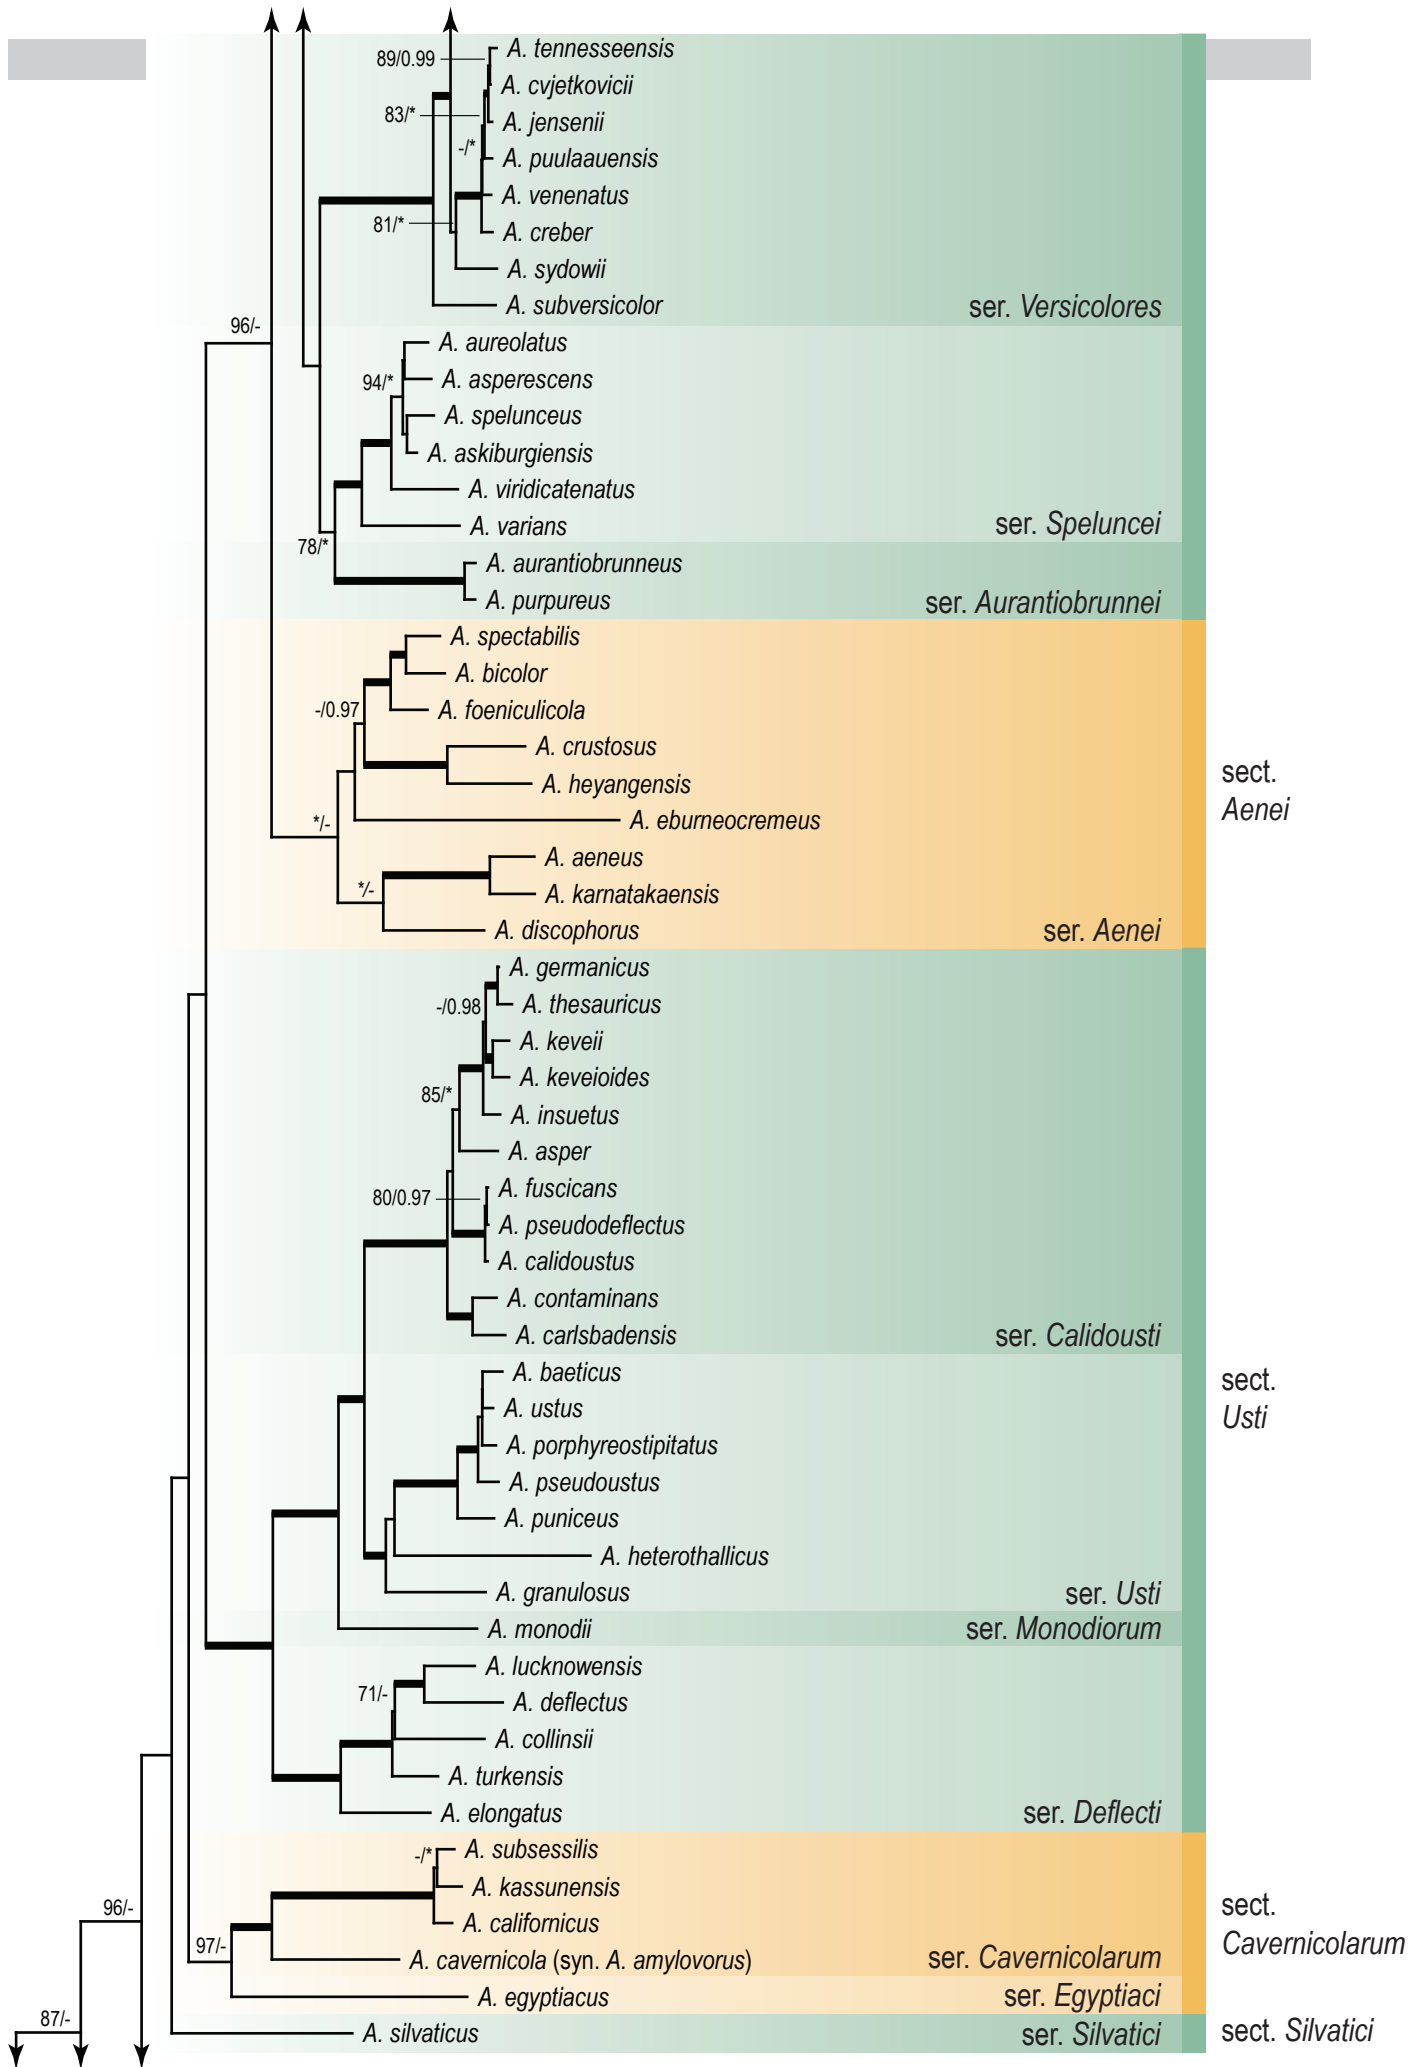 89/0.99
A. tennesseensis
A. cvjetkovicii
83/*
A. jensenii
-/*
A. puulaauensis
A. venenatus
81/*
A. creber
A. sydowii
A. subversicolor
ser. Versicolores
96/-
A. aureolatus
94/*
A. asperescens
A. spelunceus
A. askiburgiensis
A. viridicatenatus
A. varians
ser. Speluncei
78/*
A. aurantiobrunneus
A. purpureus
ser. Aurantiobrunnei
A. spectabilis
A. bicolor
-/0.97
A. foeniculicola
A. crustosus
A. heyangensis
sect.
Aenei
*/-
A. eburneocremeus
A. aeneus
*/-
A. karnatakaensis
A. discophorus
ser. Aenei
A. germanicus
-/0.98
A. thesauricus
A. keveii
A. keveioides
85/*
A. insuetus
A. asper
80/0.97
A. fuscicans
A. pseudodeflectus
A. calidoustus
A. contaminans
A. carlsbadensis
ser. Calidousti
A. baeticus
sect.
Usti
A. ustus
A. porphyreostipitatus
A. pseudoustus
A. puniceus
A. heterothallicus
A. granulosus
ser. Usti
A. monodii
ser. Monodiorum
A. lucknowensis
71/-
A. deflectus
A. collinsii
A. turkensis
A. elongatus
ser. Deflecti
-/*
A. subsessilis
A. kassunensis
96/-
A. californicus
sect.
Cavernicolarum
97/-
A. cavernicola (syn. A. amylovorus)
ser. Cavernicolarum
A. egyptiacus
ser. Egyptiaci
87/-
A. silvaticus
ser. Silvatici
sect. Silvatici